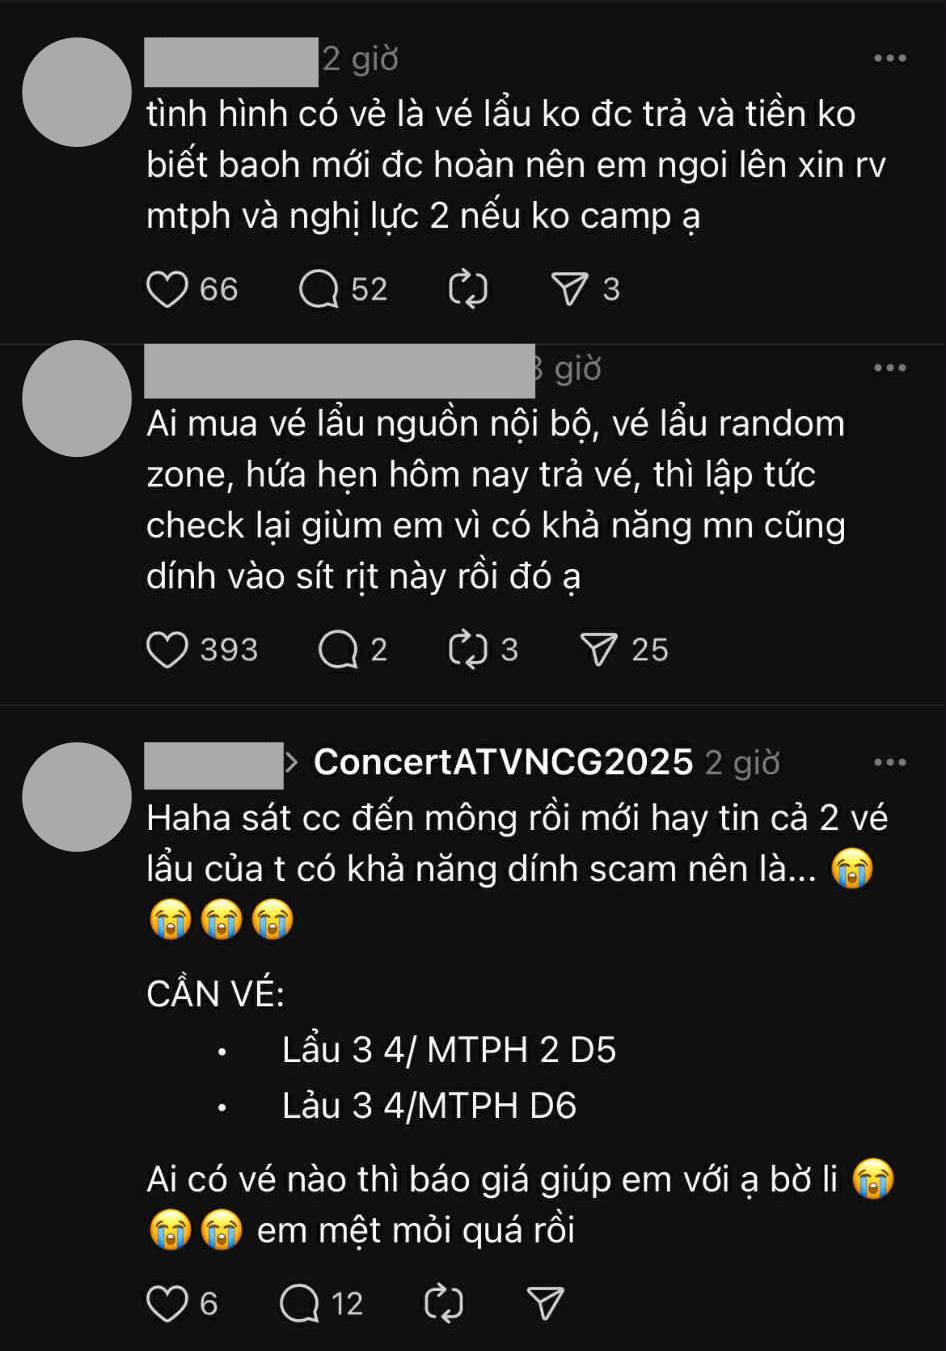 2 giờ
tình hình có vẻ là vé lẩu ko đc trả và tiền ko
biết baoh mới đc hoàn nên em ngoi lên xin rv
mtph và nghị lực 2 nếu ko camp ạ
66 52 3
3 giờ
Ai mua vé lẩu nguồn nội bộ, vé lẩu random
zone, hứa hẹn hôm nay trả vé, thì lập tức
check lại giùm em vì có khả năng mn cũng
dính vào sít rịt này rồi đó ạ
393 2 3 25
> ConcertATVNCG2025 2 giờ
Haha sát cc đến mông rồi mới hay tin cả 2 vé
lẩu của t có khả năng dính scam nên là... 😭
😭😭😭
CẦN VÉ:
• Lẩu 3 4/ MTPH 2 D5
• Lảu 3 4/MTPH D6
Ai có vé nào thì báo giá giúp em với ạ bờ li 😭
😭😭 em mệt mỏi quá rồi
6 12